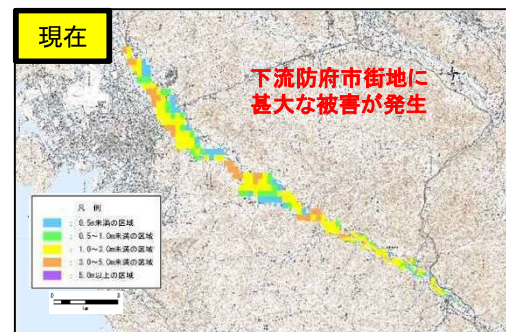 現在
下流防府市街地に
甚大な被害が発生
凡 例
: 0.5m未満の区域
: 0.5~1.0m未満の区域
: 1.0~3.0m未満の区域
: 3.0~5.0m未満の区域
: 5.0m以上の区域